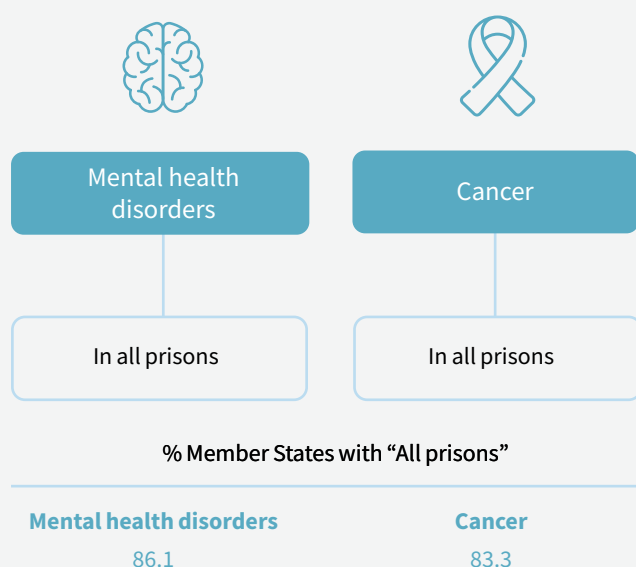 Mental health
disorders
Cancer
In all prisons
In all prisons
% Member States with “All prisons”
Mental health disorders
Cancer
86.1
83.3